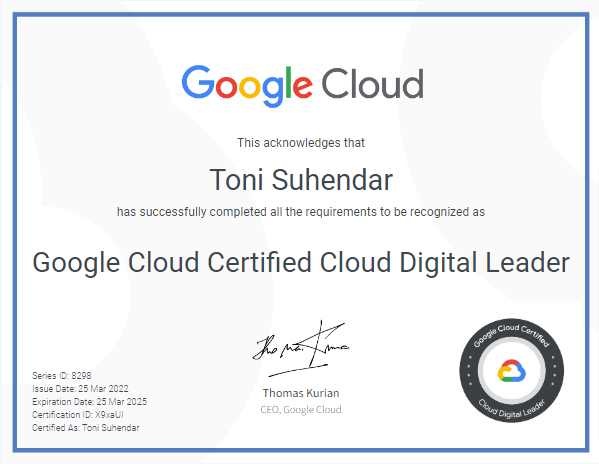 Google Cloud
This acknowledges that
Toni Suhendar
has successfully completed all the requirements to be recognized as
Google Cloud Certified Cloud Digital Leader
Thomas Kurian
CEO, Google Cloud
Series ID: 8298
Issue Date: 25 Mar 2022
Expiration Date: 25 Mar 2025
Certification ID: X9xaUI
Certified As: Toni Suhendar
Google Cloud Certified
Cloud Digital Leader